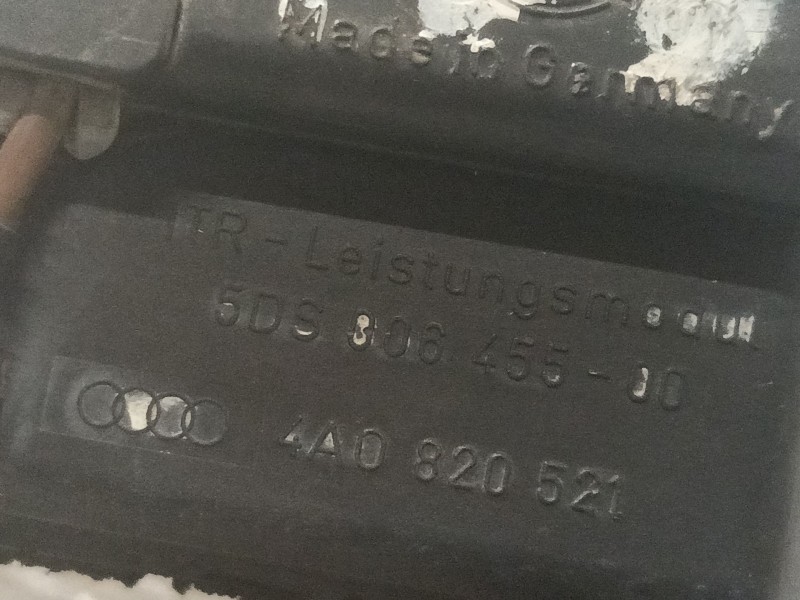 Made in Germany
TR-Leistungsmodul
5DS 006 455-00
4A0 820 521